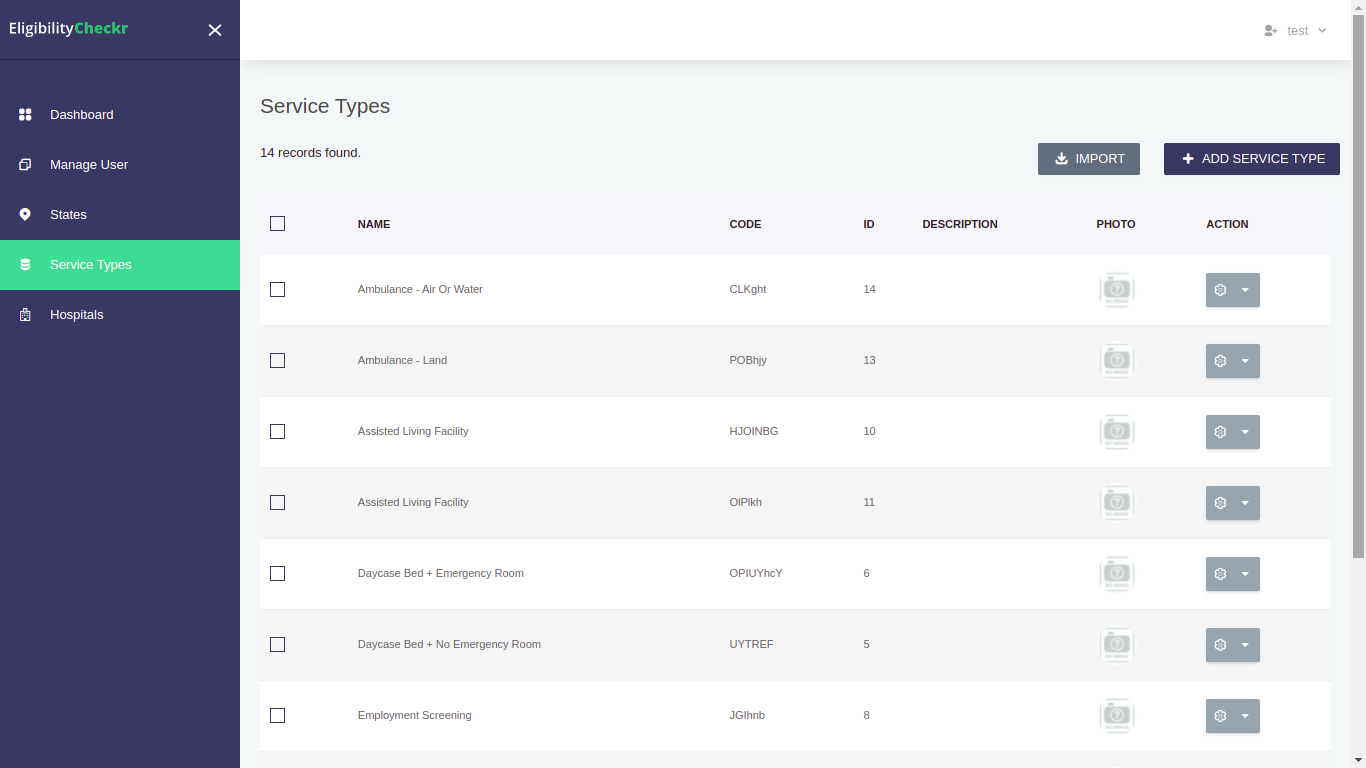 EligibilityCheckr
test
Dashboard
Manage User
States
Service Types
Hospitals
Service Types
14 records found.
IMPORT
ADD SERVICE TYPE
NAME CODE ID DESCRIPTION PHOTO ACTION
Ambulance - Air Or Water CLKght 14
Ambulance - Land POBhjy 13
Assisted Living Facility HJOINBG 10
Assisted Living Facility
11
Daycase Bed + Emergency Room OPIUYhcY 6
Daycase Bed + No Emergency Room UYTREF 5
Employment Screening
8